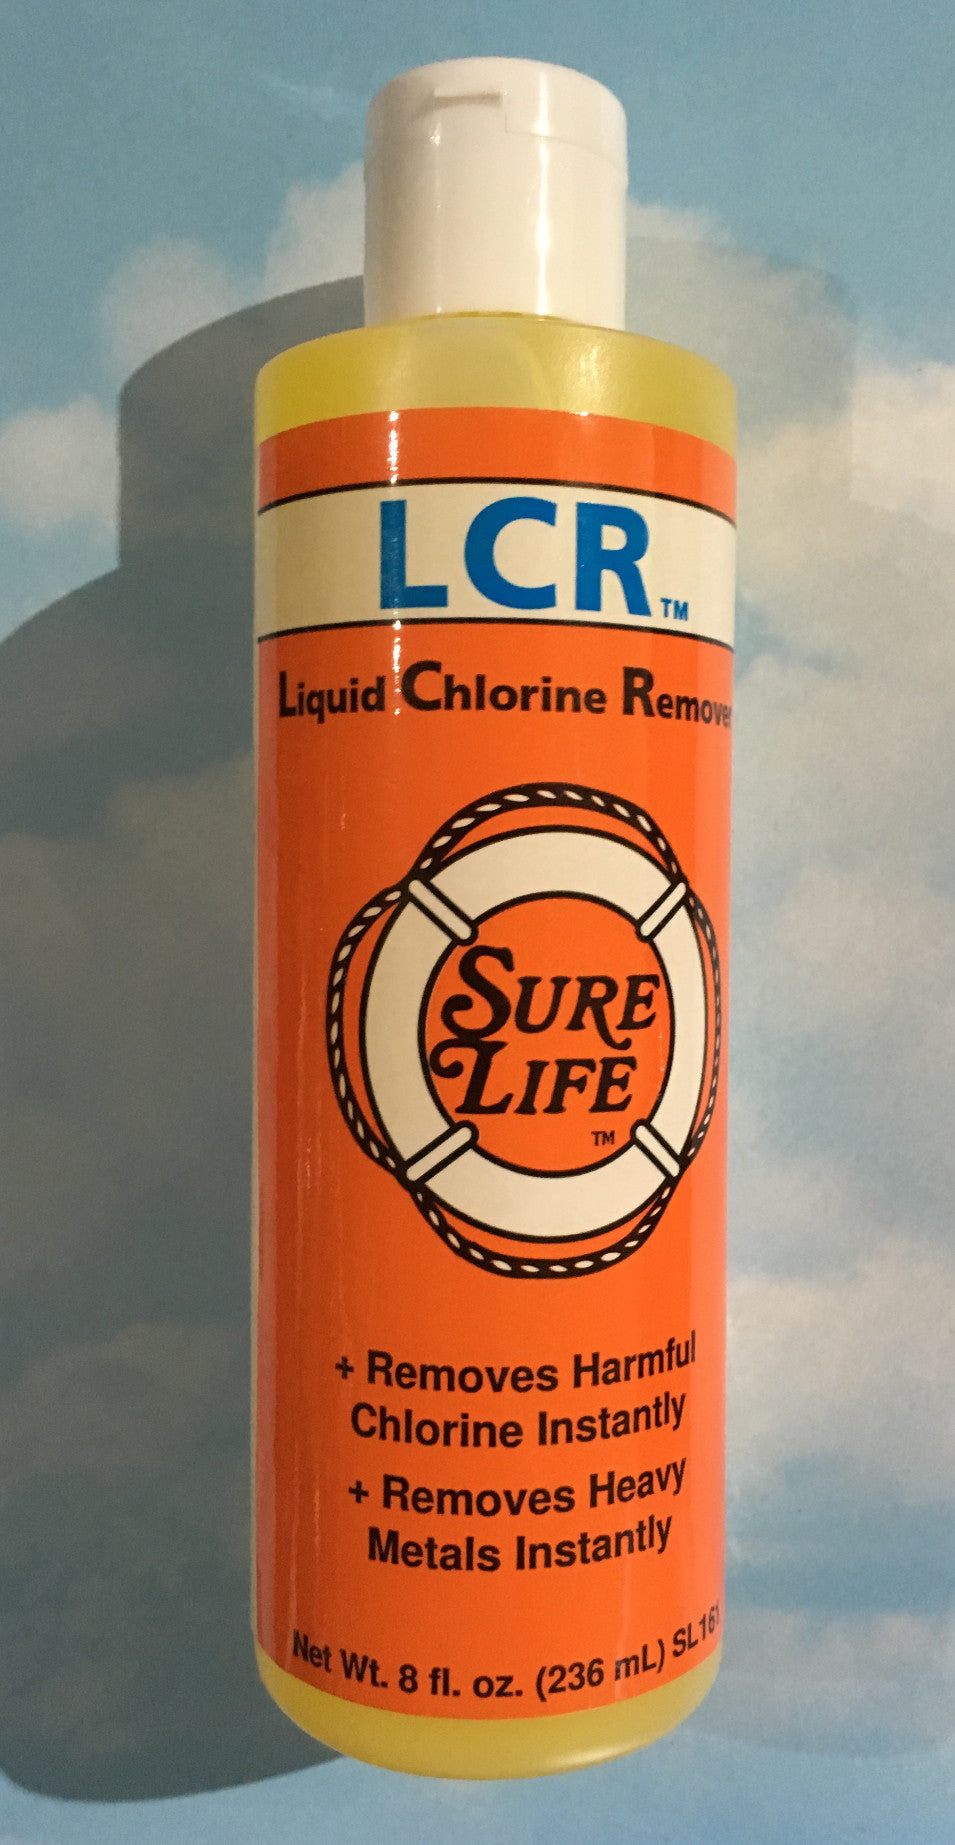 LCR™
Liquid Chlorine Remover
SURE
LIFE
™
+ Removes Harmful
Chlorine Instantly
+ Removes Heavy
Metals Instantly
Net Wt. 8 fl. oz. (236 mL) SL161